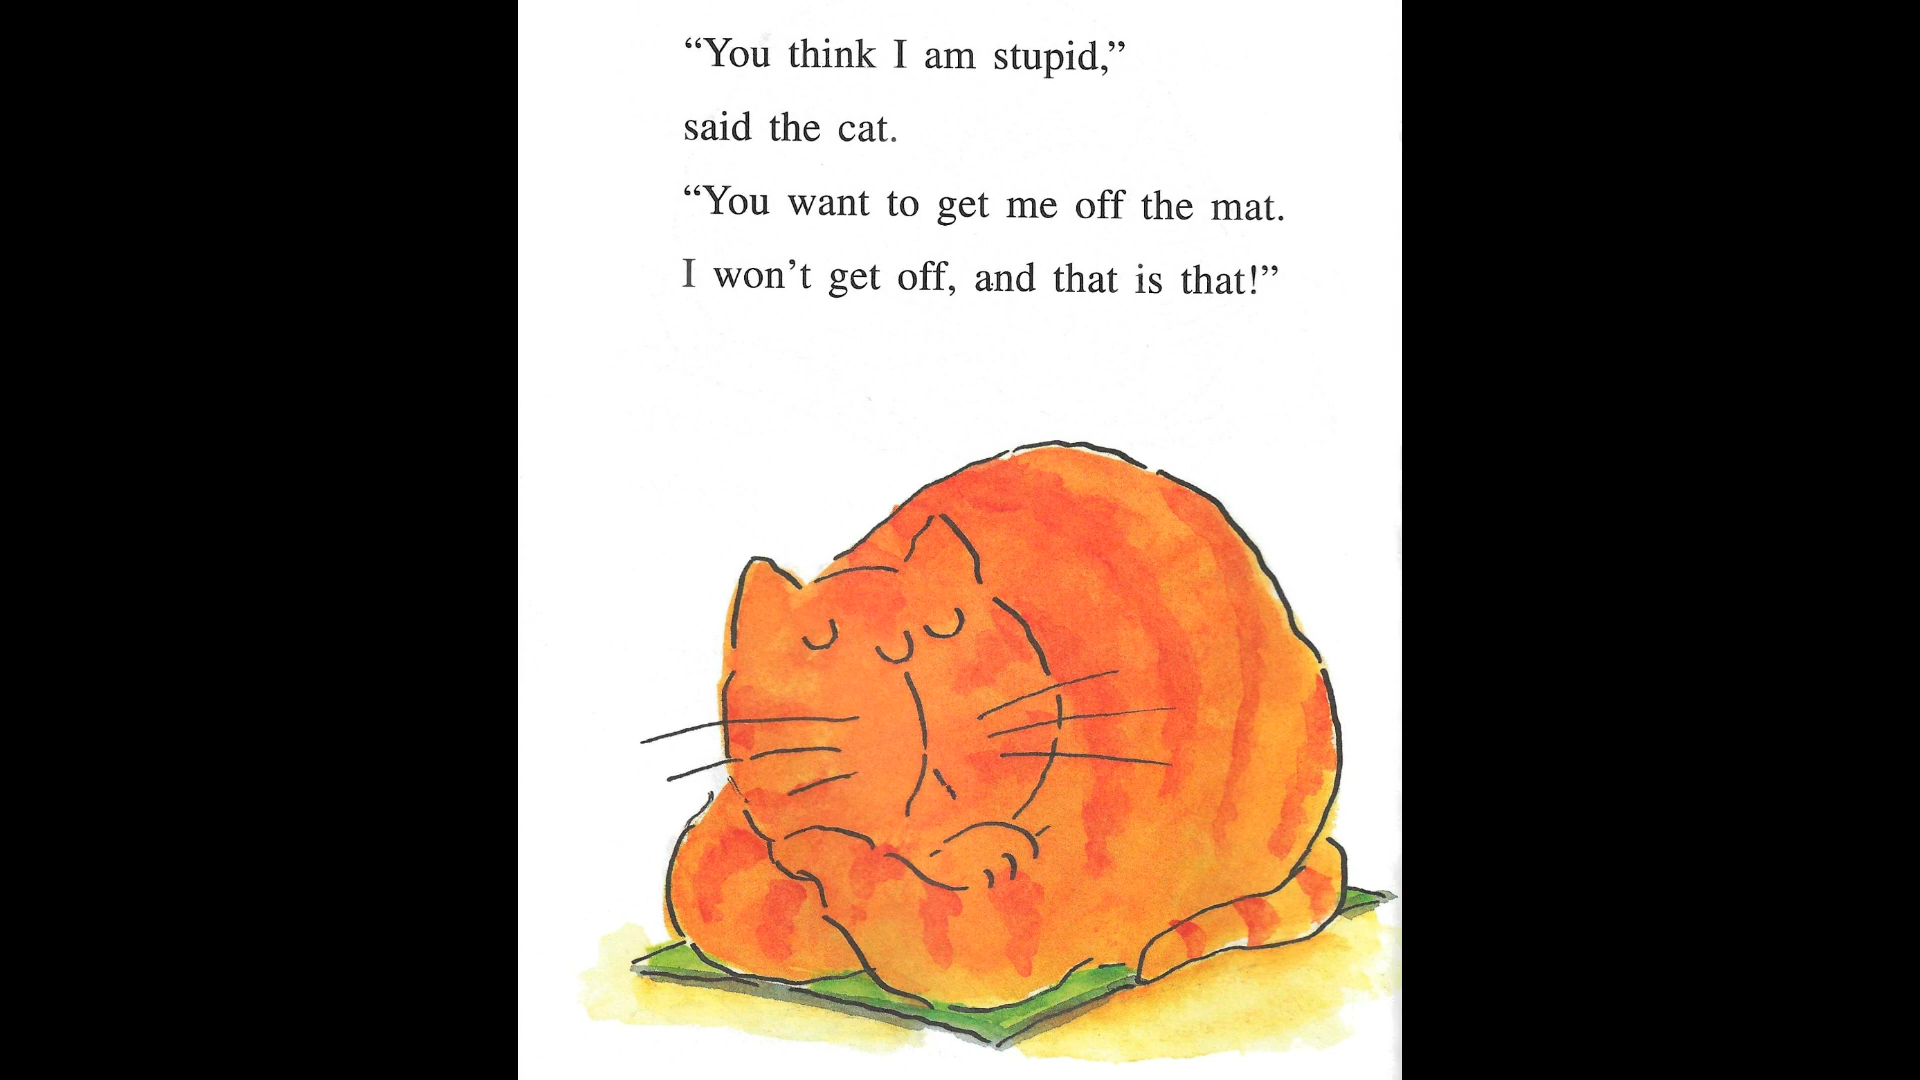 “You think I am stupid,”
said the cat.
“You want to get me off the mat.
I won’t get off, and that is that!”